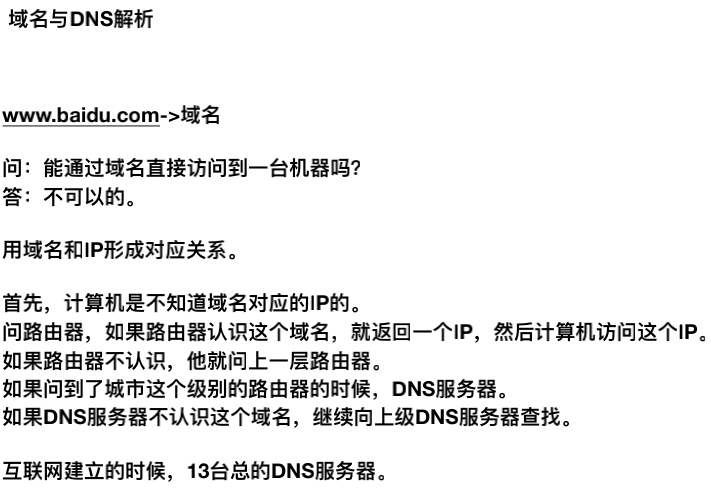 域名与DNS解析
www.baidu.com->域名
问：能通过域名直接访问到一台机器吗？
答：不可以的。
用域名和IP形成对应关系。
首先，计算机是不知道域名对应的IP的。
问路由器，如果路由器认识这个域名，就返回一个IP，然后计算机访问这个IP。
如果路由器不认识，他就问上一层路由器。
如果问到了城市这个级别的路由器的时候，DNS服务器。
如果DNS服务器不认识这个域名，继续向上级DNS服务器查找。
互联网建立的时候，13台总的DNS服务器。